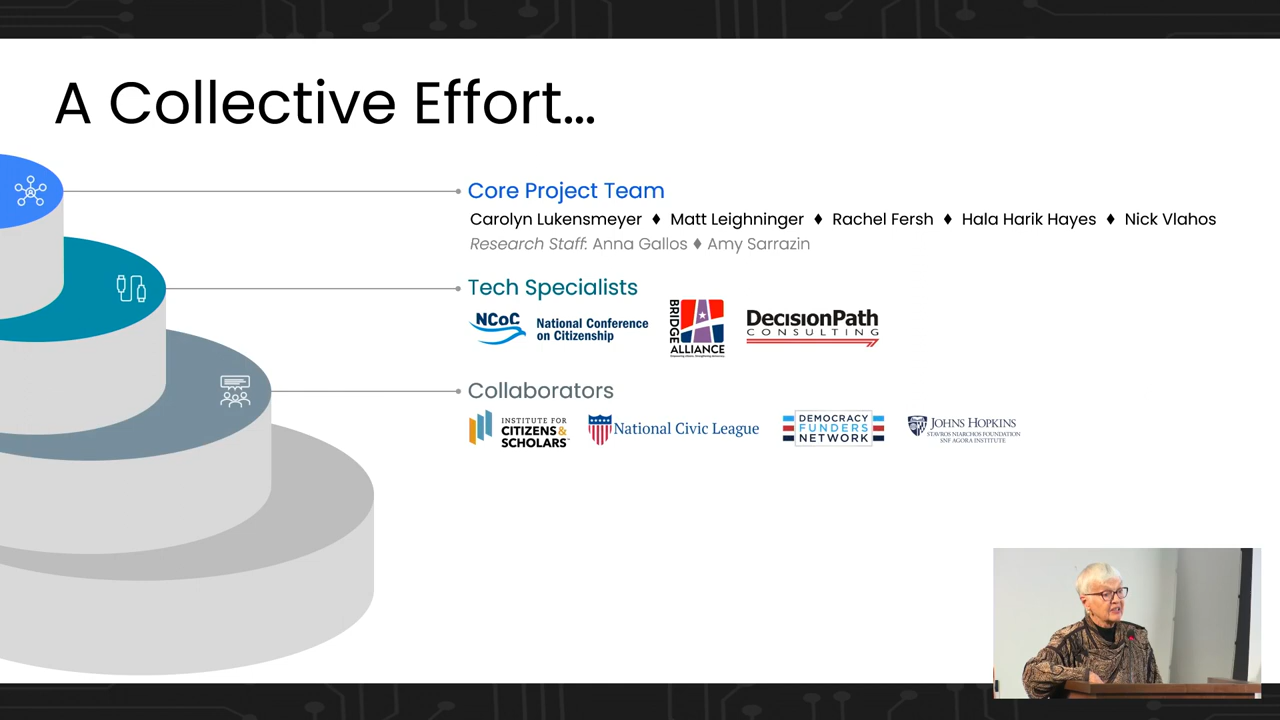 A Collective Effort...
Core Project Team
Carolyn Lukensmeyer ♦ Matt Leighninger ♦ Rachel Fersh ♦ Hala Harik Hayes ♦ Nick Vlahos
Research Staff: Anna Gallos ♦ Amy Sarrazin
Tech Specialists
NCoC
National Conference
on Citizenship
BRIDGE
ALLIANCE
DecisionPath
CONSULTING
Collaborators
INSTITUTE FOR
CITIZENS &
SCHOLARS
National Civic League
DEMOCRACY
FUNDERS
NETWORK
JOHNS HOPKINS
STAVROS NIARCHOS FOUNDATION
SNF AGORA INSTITUTE